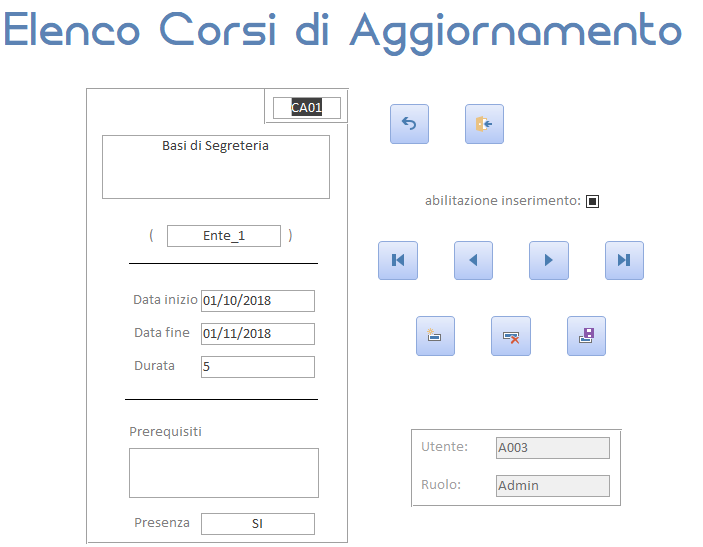 Elenco Corsi di Aggiornamento
CA01
Basi di Segreteria
( Ente_1 )
Data inizio 01/10/2018
Data fine 01/11/2018
Durata 5
Prerequisiti
Presenza SI
abilitazione inserimento:
Utente: A003
Ruolo: Admin